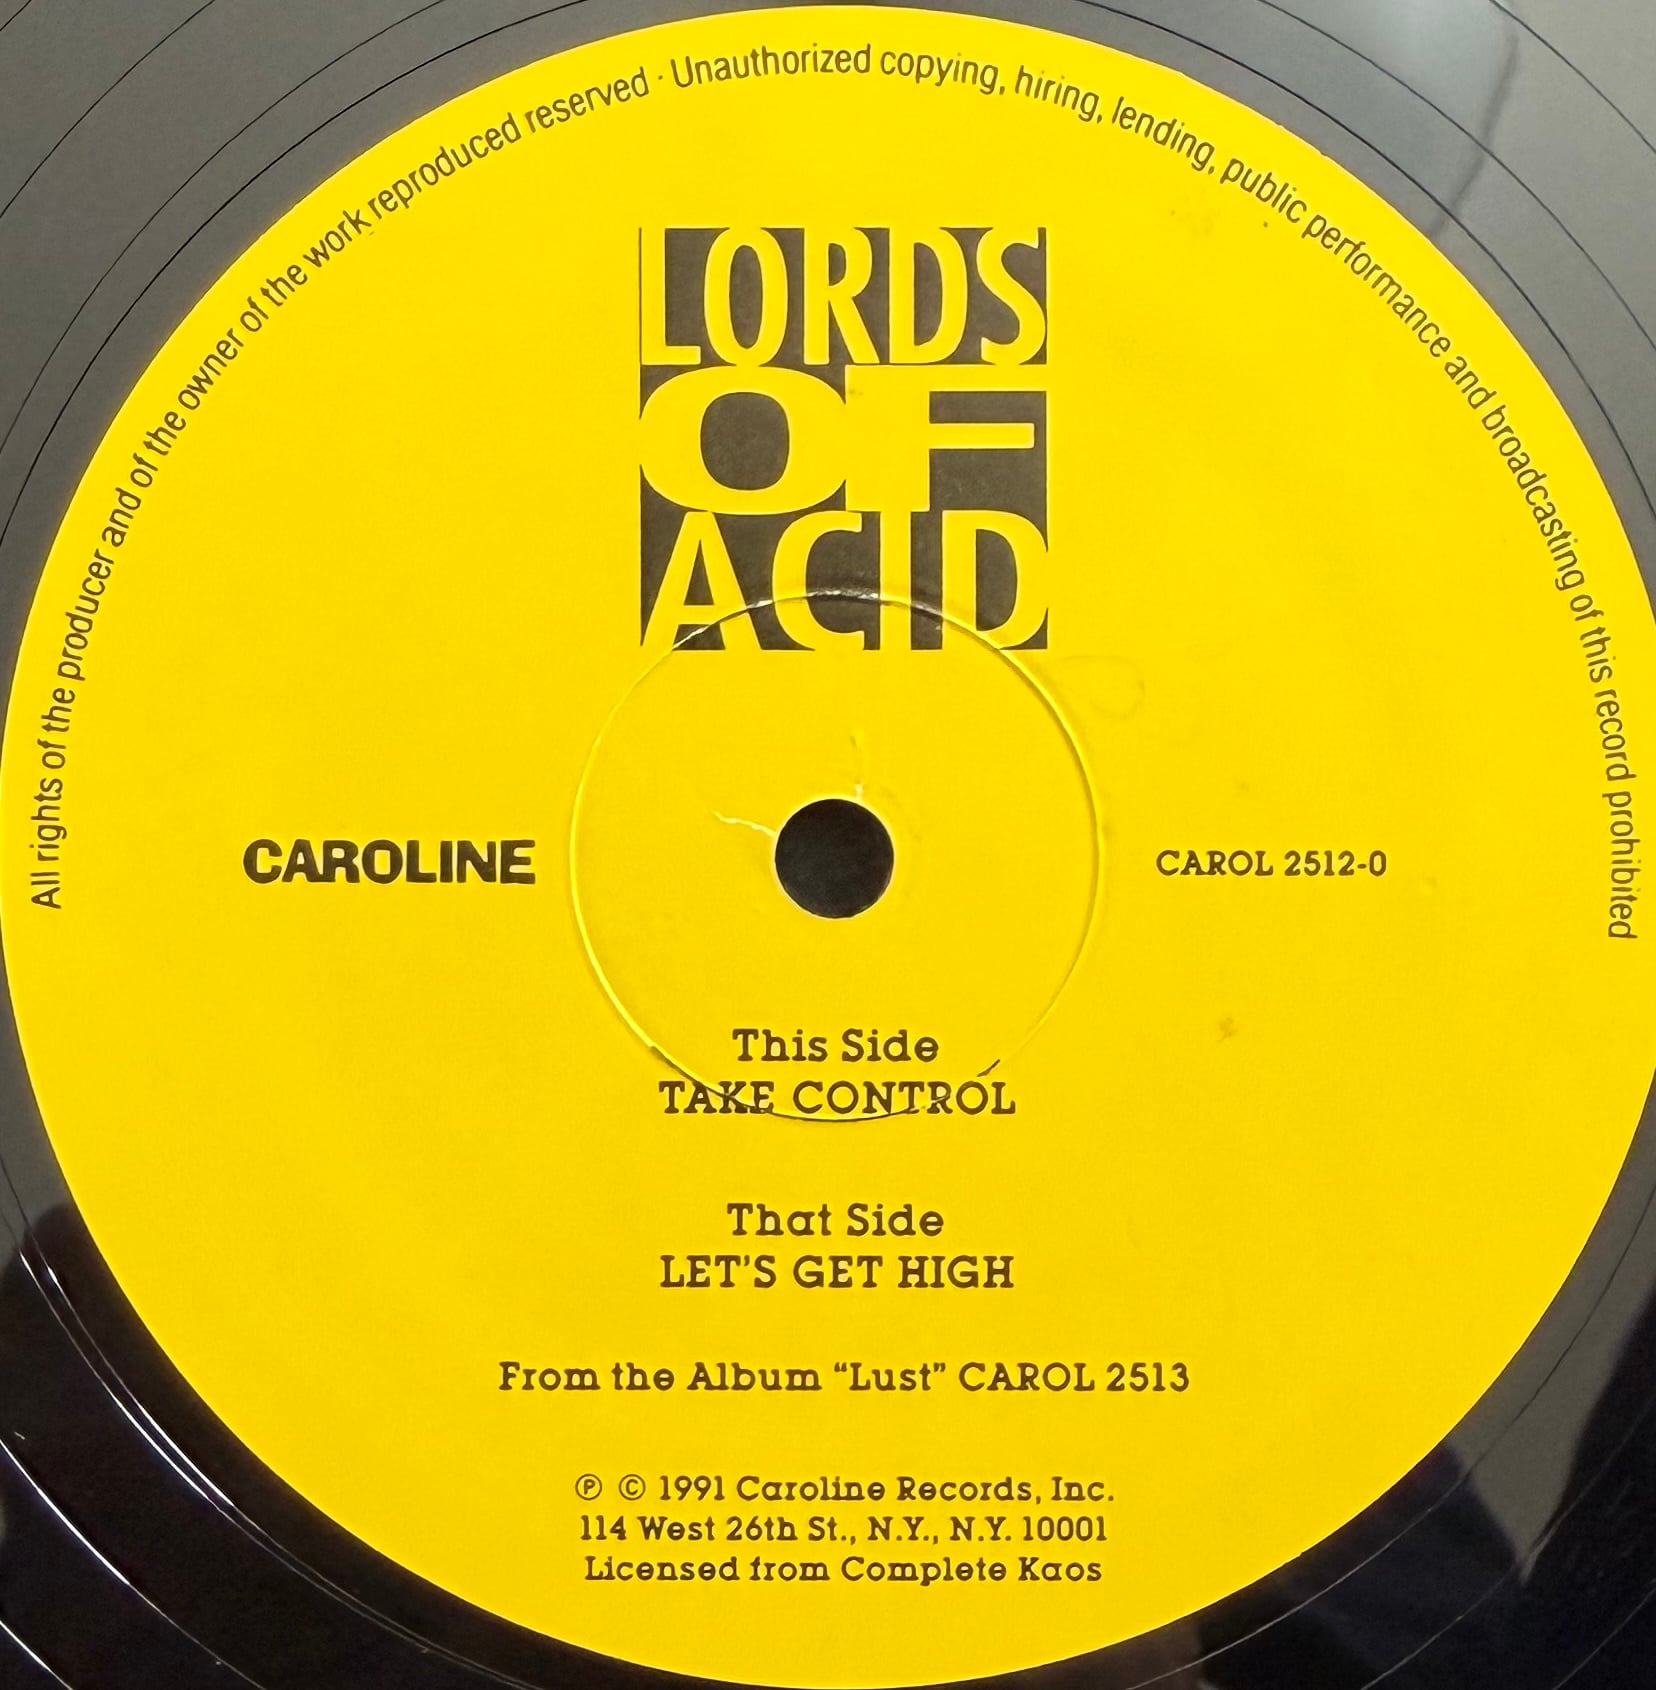 All rights of the producer and of the owner of the work reproduced reserved · Unauthorized copying, hiring, lending, public performance and broadcasting of this record prohibited
LORDS
OF
ACID
CAROLINE
CAROL 2512-0
This Side
TAKE CONTROL
That Side
LET'S GET HIGH
From the Album “Lust” CAROL 2513
℗ © 1991 Caroline Records, Inc.
114 West 26th St., N.Y., N.Y. 10001
Licensed from Complete Kaos